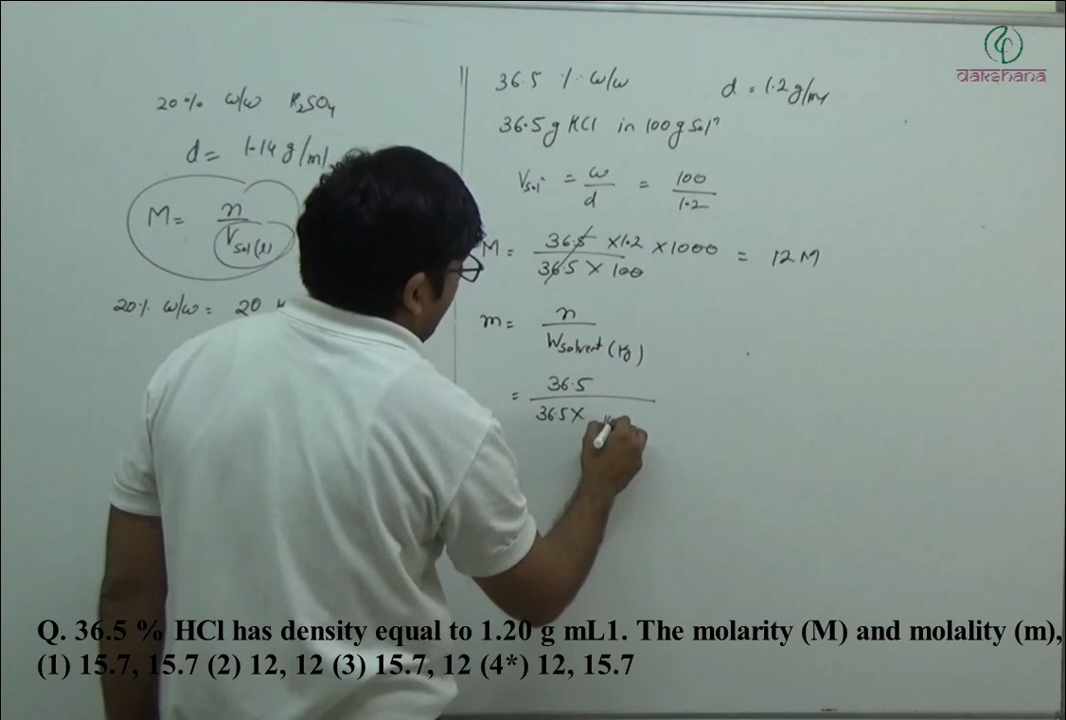 dakshana
20% w/w H2SO4
d = 1.14 g/ml
M = n / Vsol(l)
20% w/w = 20
36.5 % w/w d = 1.2 g/ml
36.5 g HCl in 100 g Solⁿ
Vsolⁿ = w / d = 100 / 1.2
M = 36.5 × 1.2 × 1000 / 36.5 × 100 = 12 M
m = n / Wsolvent (Kg)
= 36.5 / 36.5 ×
Q. 36.5 % HCl has density equal to 1.20 g mL1. The molarity (M) and molality (m),
(1) 15.7, 15.7 (2) 12, 12 (3) 15.7, 12 (4*) 12, 15.7